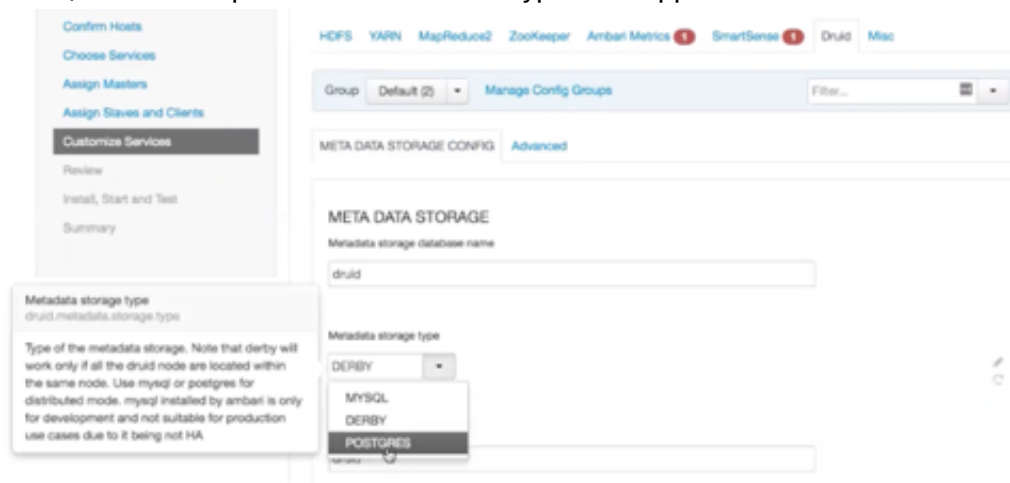 Confirm Hosts
Choose Services
Assign Masters
Assign Slaves and Clients
Customize Services
Review
Install, Start and Test
Summary
HDFS YARN MapReduce2 ZooKeeper Ambari Metrics 1 SmartSense 1 Druid Misc
Group Default (2) Manage Config Groups Filter...
META DATA STORAGE CONFIG Advanced
META DATA STORAGE
Metadata storage database name
druid
Metadata storage type
DERBY
MYSQL
DERBY
POSTGRES
druid
Metadata storage type
druid.metadata.storage.type
Type of the metadata storage. Note that derby will
work only if all the druid node are located within
the same node. Use mysql or postgres for
distributed mode. mysql installed by ambari is only
for development and not suitable for production
use cases due to it being not HA